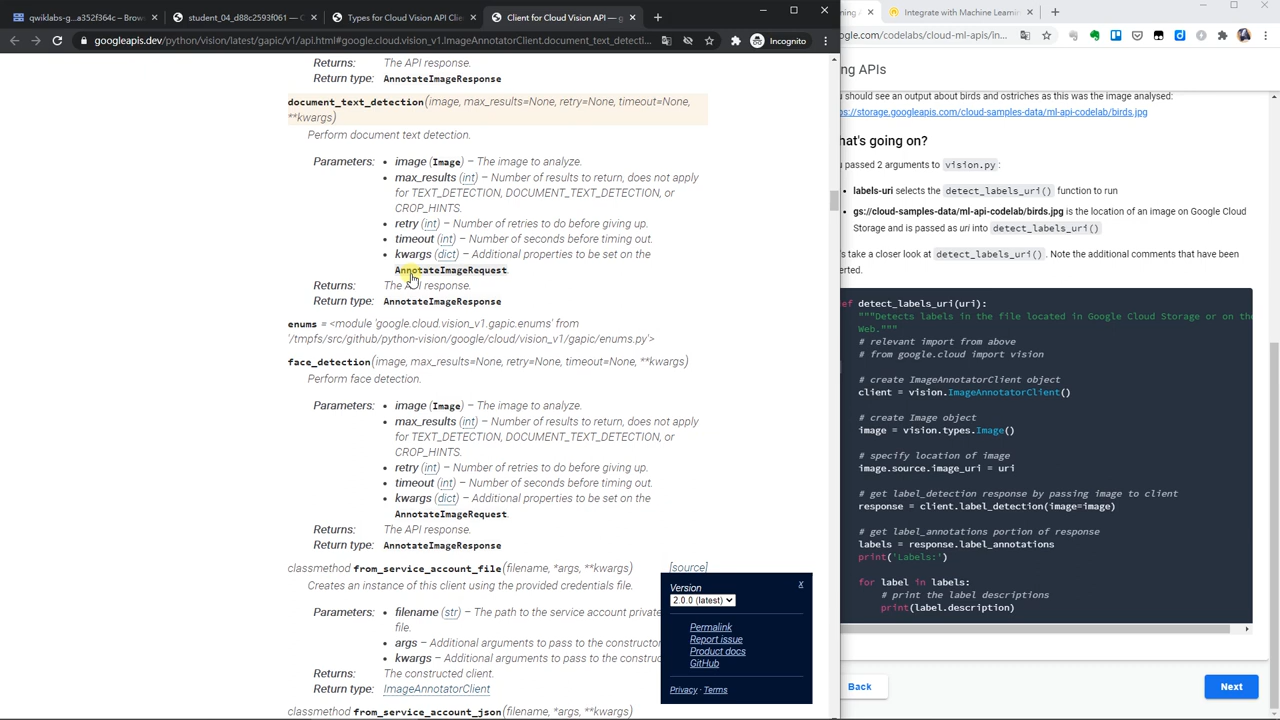 qwiklabs-gcp-01-a352f64c – Brows
student_04_d88c2593f061 – C
Types for Cloud Vision API —
Client for Cloud Vision API — g
Integrate with Machine Learning
googleapis.dev/python/vision/latest/gapic/v1/api.html#google.cloud.vision_v1.ImageAnnotatorClient.document_text_detecti...
Incognito
gle.com/codelabs/cloud-ml-apis/in...
Returns: The API response.
Return type: AnnotateImageResponse
document_text_detection(image, max_results=None, retry=None, timeout=None,
**kwargs)
Perform document text detection.
Parameters: • image (Image) – The image to analyze.
• max_results (int) – Number of results to return, does not apply
for TEXT_DETECTION, DOCUMENT_TEXT_DETECTION, or
CROP_HINTS.
• retry (int) – Number of retries to do before giving up.
• timeout (int) – Number of seconds before timing out.
• kwargs (dict) – Additional properties to be set on the
AnnotateImageRequest.
Returns: The API response.
Return type: AnnotateImageResponse
enums = <module 'google.cloud.vision_v1.gapic.enums' from
'/tmpfs/src/github/python-vision/google/cloud/vision_v1/gapic/enums.py'>
face_detection(image, max_results=None, retry=None, timeout=None, **kwargs)
Perform face detection.
Parameters: • image (Image) – The image to analyze.
• max_results (int) – Number of results to return, does not apply
for TEXT_DETECTION, DOCUMENT_TEXT_DETECTION, or
CROP_HINTS.
• retry (int) – Number of retries to do before giving up.
• timeout (int) – Number of seconds before timing out.
• kwargs (dict) – Additional properties to be set on the
AnnotateImageRequest.
Returns: The API response.
Return type: AnnotateImageResponse
classmethod from_service_account_file(filename, *args, **kwargs) [source]
Creates an instance of this client using the provided credentials file.
Parameters: • filename (str) – The path to the service account private
file.
• args – Additional arguments to pass to the constructo
• kwargs – Additional arguments to pass to the constructo
Returns: The constructed client.
Return type: ImageAnnotatorClient
classmethod from_service_account_json(filename, *args, **kwargs)
Version x
2.0.0 (latest)
Permalink
Report issue
Product docs
GitHub
Privacy · Terms
ng APIs
u should see an output about birds and ostriches as this was the image analysed:
ps://storage.googleapis.com/cloud-samples-data/ml-api-codelab/birds.jpg
hat's going on?
u passed 2 arguments to vision.py:
labels-uri selects the detect_labels_uri() function to run
gs://cloud-samples-data/ml-api-codelab/birds.jpg is the location of an image on Google Cloud
Storage and is passed as uri into detect_labels_uri()
's take a closer look at detect_labels_uri(). Note the additional comments that have been
erted.
ef detect_labels_uri(uri):
"""Detects labels in the file located in Google Cloud Storage or on the
Web."""
# relevant import from above
# from google.cloud import vision
# create ImageAnnotatorClient object
client = vision.ImageAnnotatorClient()
# create Image object
image = vision.types.Image()
# specify location of image
image.source.image_uri = uri
# get label_detection response by passing image to client
response = client.label_detection(image=image)
# get label_annotations portion of response
labels = response.label_annotations
print('Labels:')
for label in labels:
# print the label descriptions
print(label.description)
Back
Next